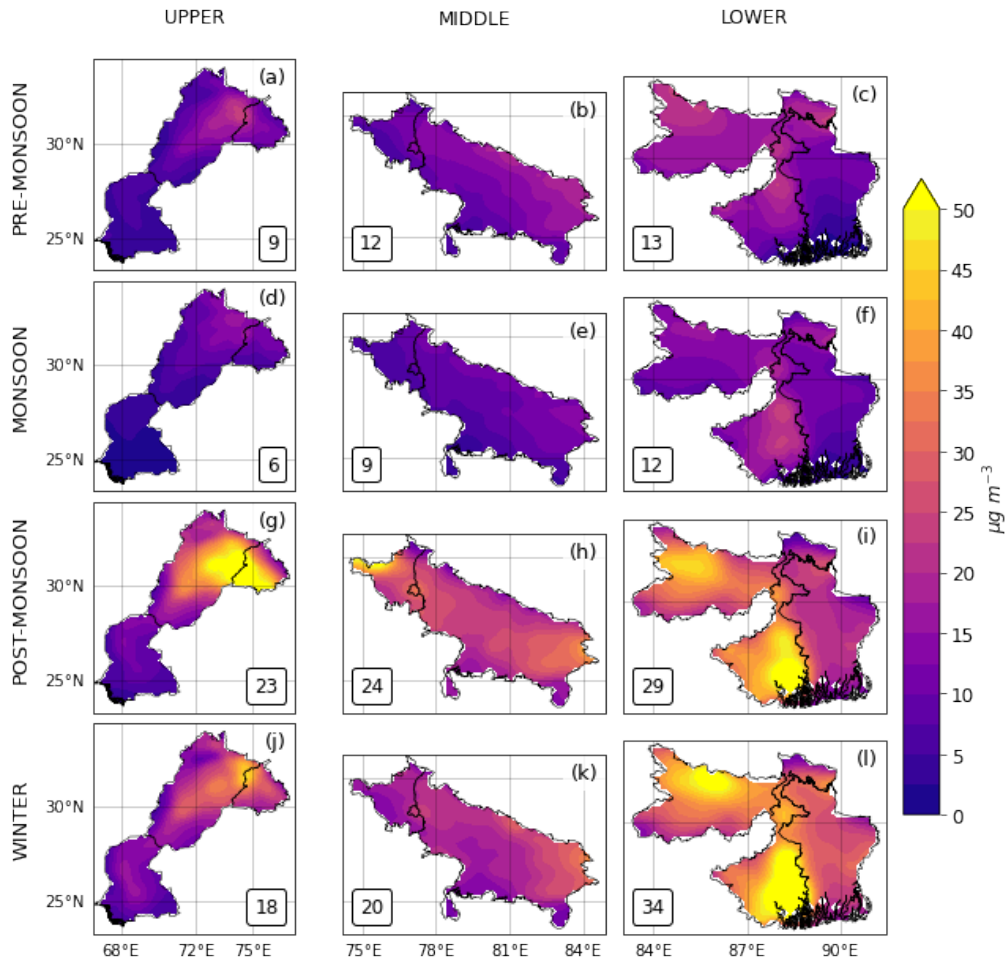 UPPER MIDDLE LOWER
PRE-MONSOON
(a) (b) (c)
30°N
25°N
9 12 13
MONSOON
(d) (e) (f)
30°N
25°N
6 9 12
POST-MONSOON
(g) (h) (i)
30°N
25°N
23 24 29
WINTER
(j) (k) (l)
30°N
25°N
18 20 34
68°E 72°E 75°E 75°E 78°E 81°E 84°E 84°E 87°E 90°E
50
45
40
35
30
25
20
15
10
5
0
μg m⁻³